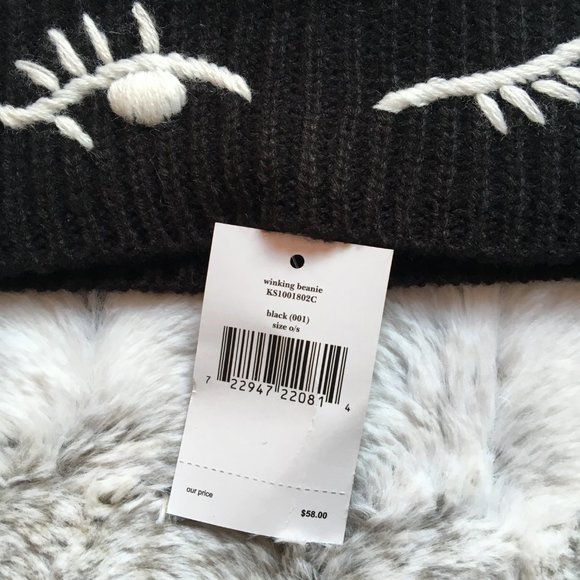 winking beanie
KS1001802C
black (001)
size o/s
7 22947 22081 4
our price
$58.00